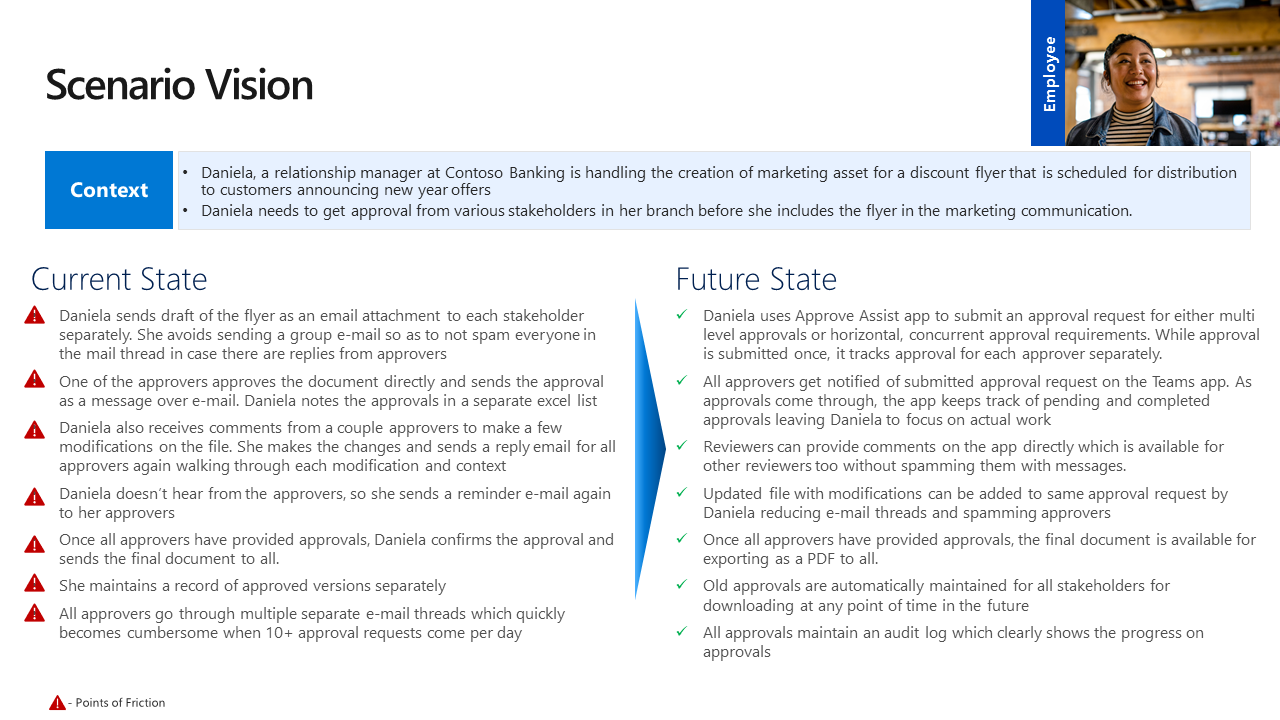 Employee
Scenario Vision
Context
• Daniela, a relationship manager at Contoso Banking is handling the creation of marketing asset for a discount flyer that is scheduled for distribution
to customers announcing new year offers
• Daniela needs to get approval from various stakeholders in her branch before she includes the flyer in the marketing communication.
Current State
Daniela sends draft of the flyer as an email attachment to each stakeholder
separately. She avoids sending a group e-mail so as to not spam everyone in
the mail thread in case there are replies from approvers
One of the approvers approves the document directly and sends the approval
as a message over e-mail. Daniela notes the approvals in a separate excel list
Daniela also receives comments from a couple approvers to make a few
modifications on the file. She makes the changes and sends a reply email for all
approvers again walking through each modification and context
Daniela doesn't hear from the approvers, so she sends a reminder e-mail again
to her approvers
Once all approvers have provided approvals, Daniela confirms the approval and
sends the final document to all.
She maintains a record of approved versions separately
All approvers go through multiple separate e-mail threads which quickly
becomes cumbersome when 10+ approval requests come per day
Future State
✓ Daniela uses Approve Assist app to submit an approval request for either multi
level approvals or horizontal, concurrent approval requirements. While approval
is submitted once, it tracks approval for each approver separately.
✓ All approvers get notified of submitted approval request on the Teams app. As
approvals come through, the app keeps track of pending and completed
approvals leaving Daniela to focus on actual work
✓ Reviewers can provide comments on the app directly which is available for
other reviewers too without spamming them with messages.
✓ Updated file with modifications can be added to same approval request by
Daniela reducing e-mail threads and spamming approvers
✓ Once all approvers have provided approvals, the final document is available for
exporting as a PDF to all.
✓ Old approvals are automatically maintained for all stakeholders for
downloading at any point of time in the future
✓ All approvals maintain an audit log which clearly shows the progress on
approvals
- Points of Friction